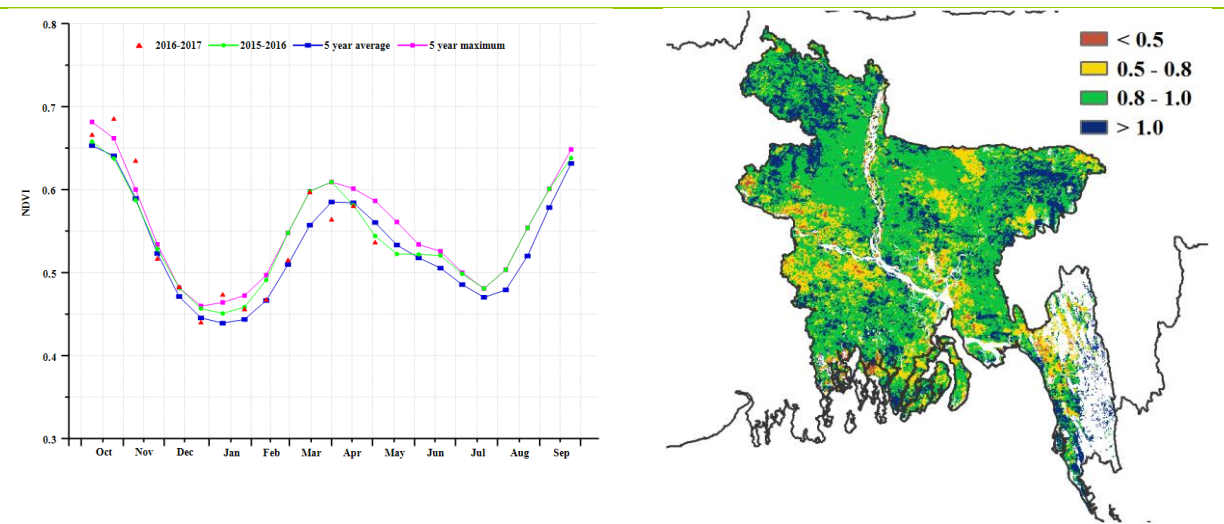 0.8
2016-2017 2015-2016 5 year average 5 year maximum
0.7
0.6
NDVI
0.5
0.4
0.3
Oct Nov Dec Jan Feb Mar Apr May Jun Jul Aug Sep
< 0.5
0.5 - 0.8
0.8 - 1.0
> 1.0